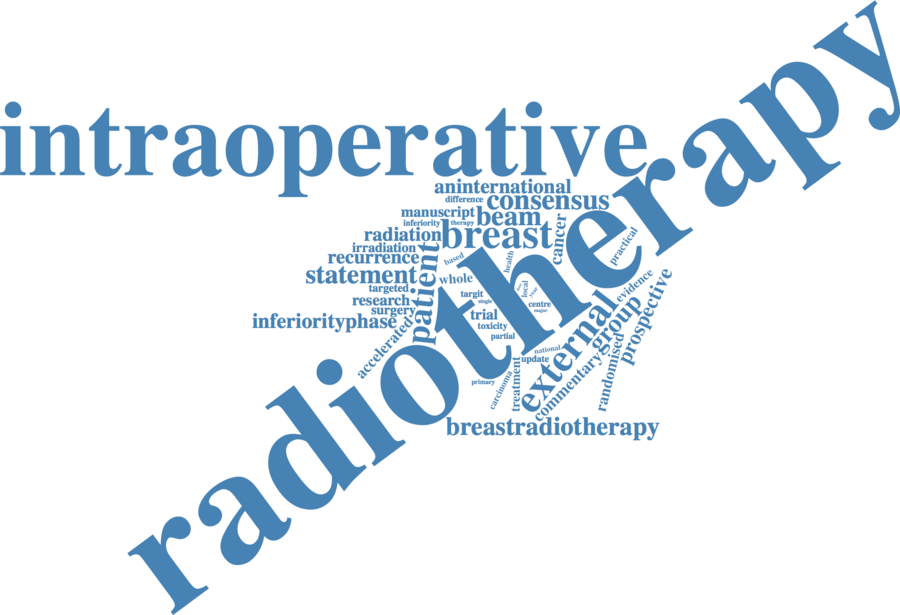 intraoperative
radiotherapy
aninternational
difference
consensus
manuscript
beam
inferiority
therapy
radiation
breast
cancer
practical
irradiation
recurrence
based
health
statement
patient
whole
targeted
targit
local
evidence
research
single
centre
surgery
major
inferiorityphase
trial
toxicity
partial
accelerated
external
group
prospective
national
update
randomised
primary
carcinoma
treatment
commentary
breastradiotherapy